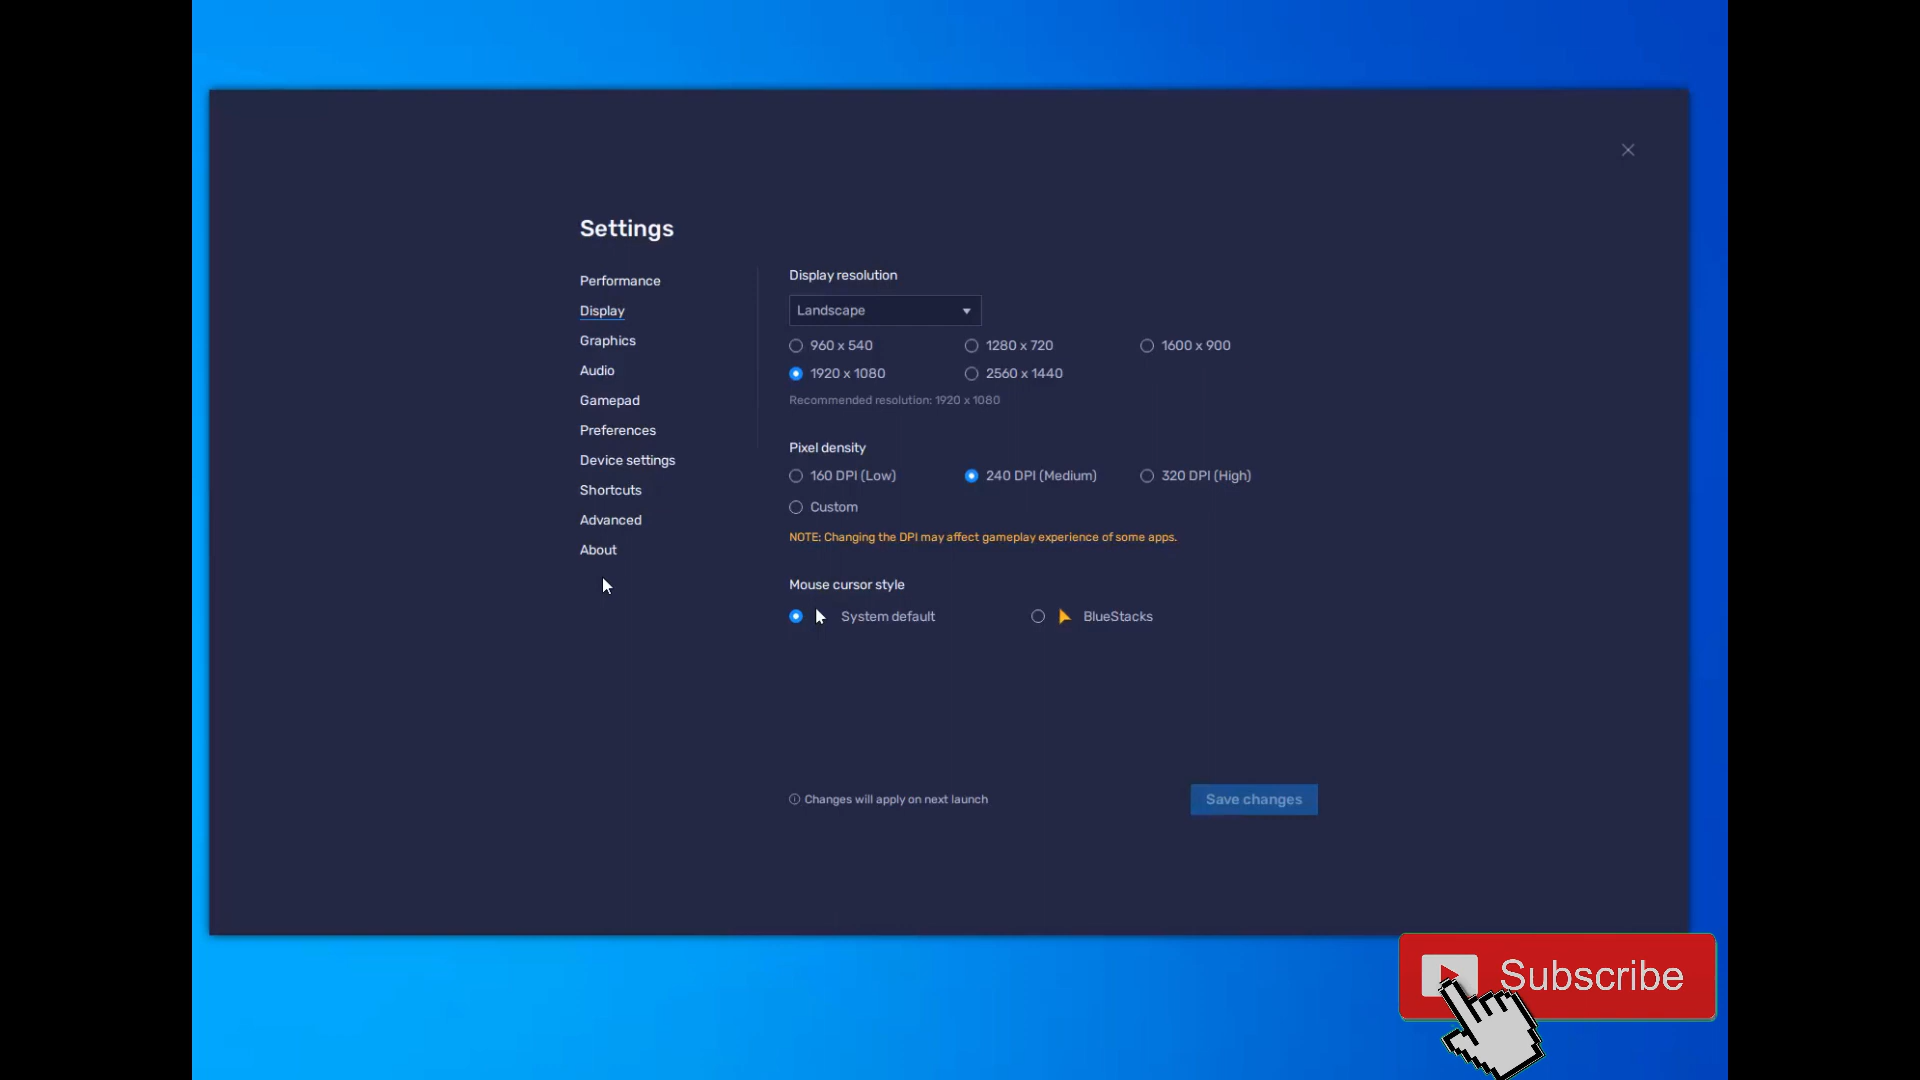 Settings
Performance
Display
Graphics
Audio
Gamepad
Preferences
Device settings
Shortcuts
Advanced
About
Display resolution
Landscape
960 x 540
1280 x 720
1600 x 900
1920 x 1080
2560 x 1440
Recommended resolution: 1920 x 1080
Pixel density
160 DPI (Low)
240 DPI (Medium)
320 DPI (High)
Custom
NOTE: Changing the DPI may affect gameplay experience of some apps.
Mouse cursor style
System default
BlueStacks
Changes will apply on next launch
Save changes
Subscribe